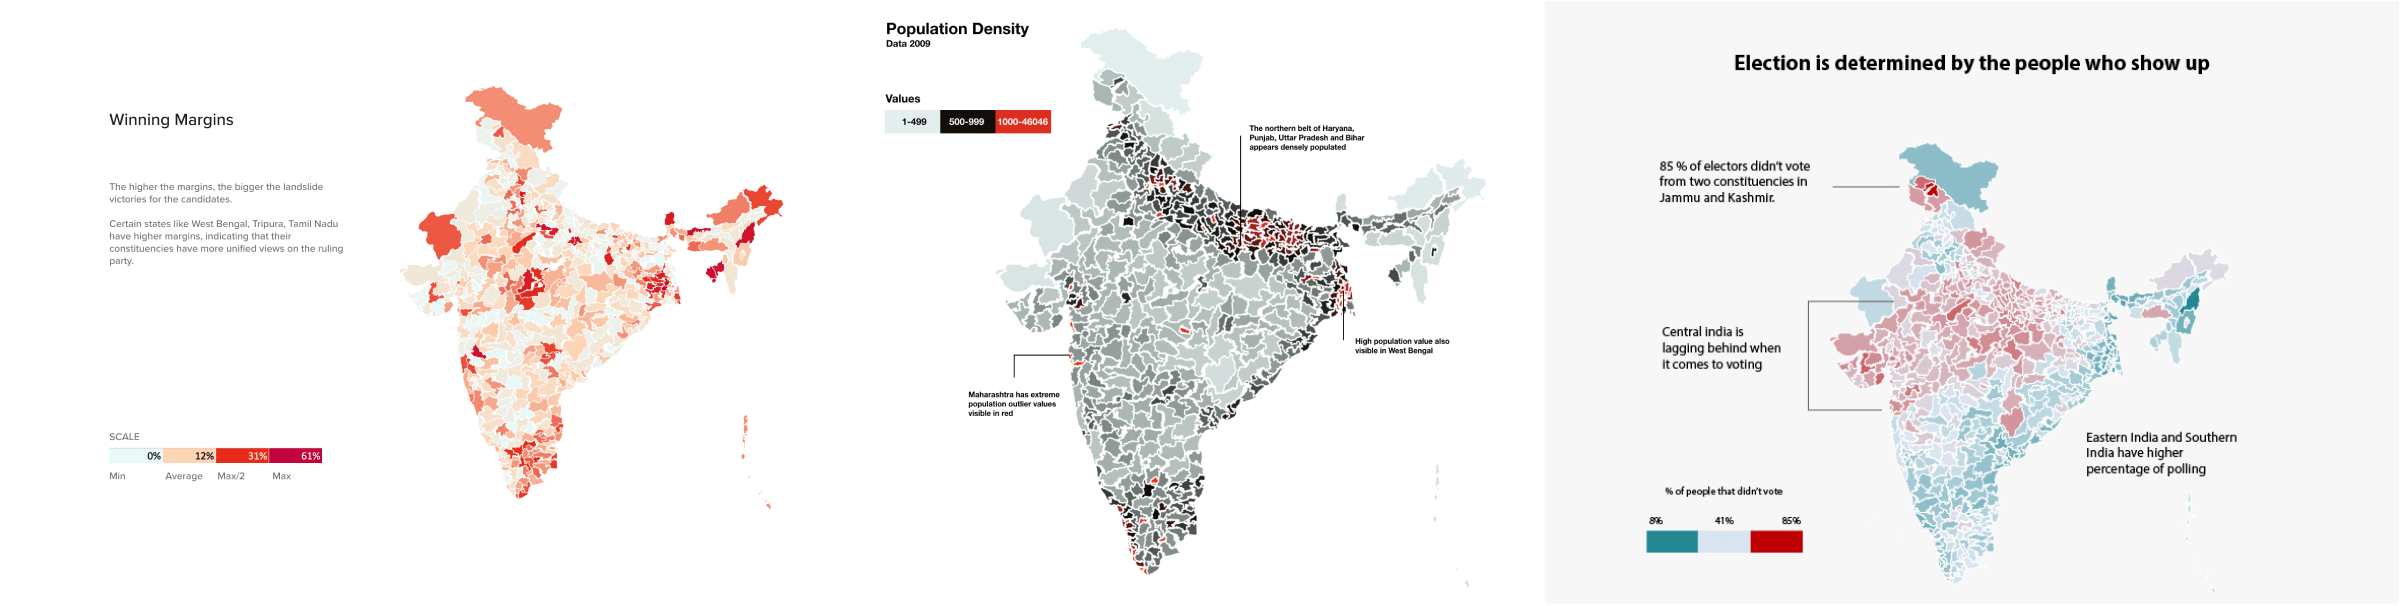 Winning Margins
The higher the margins, the bigger the landslide
victories for the candidates.
Certain states like West Bengal, Tripura, Tamil Nadu
have higher margins, indicating that their
constituencies have more unified views on the ruling
party.
SCALE
0% 12% 31% 61%
Min Average Max/2 Max
Population Density
Data 2009
Values
1-499 500-999 1000-46046
The northern belt of Haryana,
Punjab, Uttar Pradesh and Bihar
appears densely populated
High population value also
visible in West Bengal
Maharashtra has extreme
population outlier values
visible in red
Election is determined by the people who show up
85 % of electors didn't vote
from two constituencies in
Jammu and Kashmir.
Central india is
lagging behind when
it comes to voting
Eastern India and Southern
India have higher
percentage of polling
% of people that didn't vote
8% 41% 85%